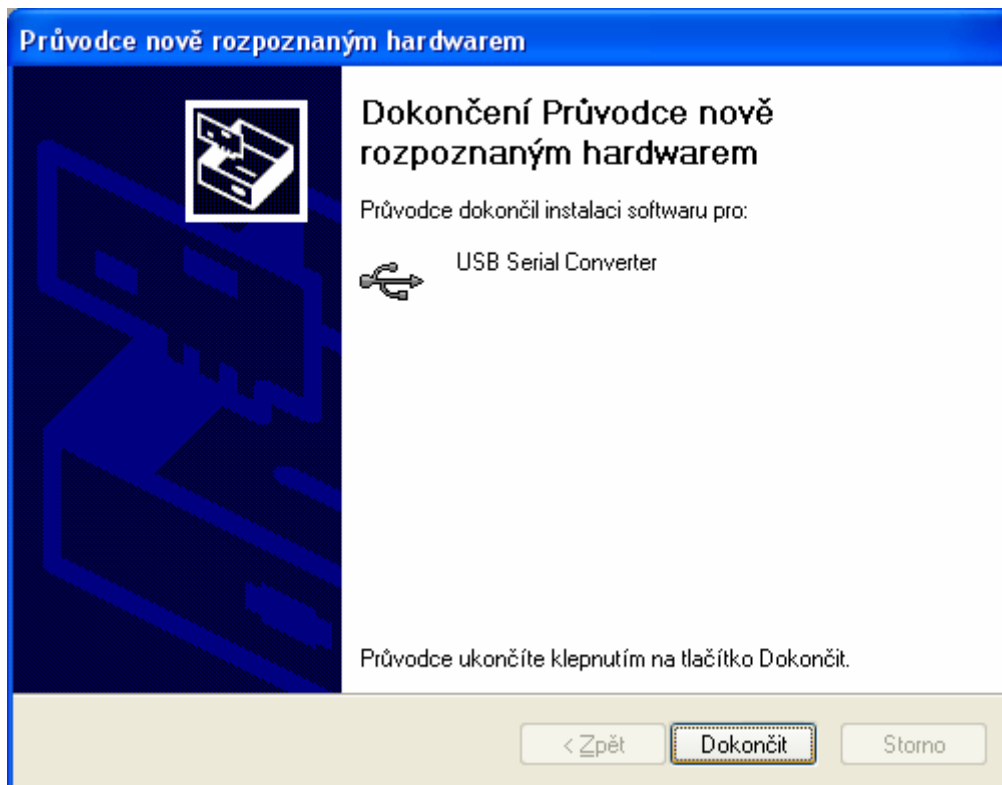 Průvodce nově rozpoznaným hardwarem
Dokončení Průvodce nově
rozpoznaným hardwarem
Průvodce dokončil instalaci softwaru pro:
USB Serial Converter
Průvodce ukončíte klepnutím na tlačítko Dokončit.
< Zpět
Dokončit
Storno